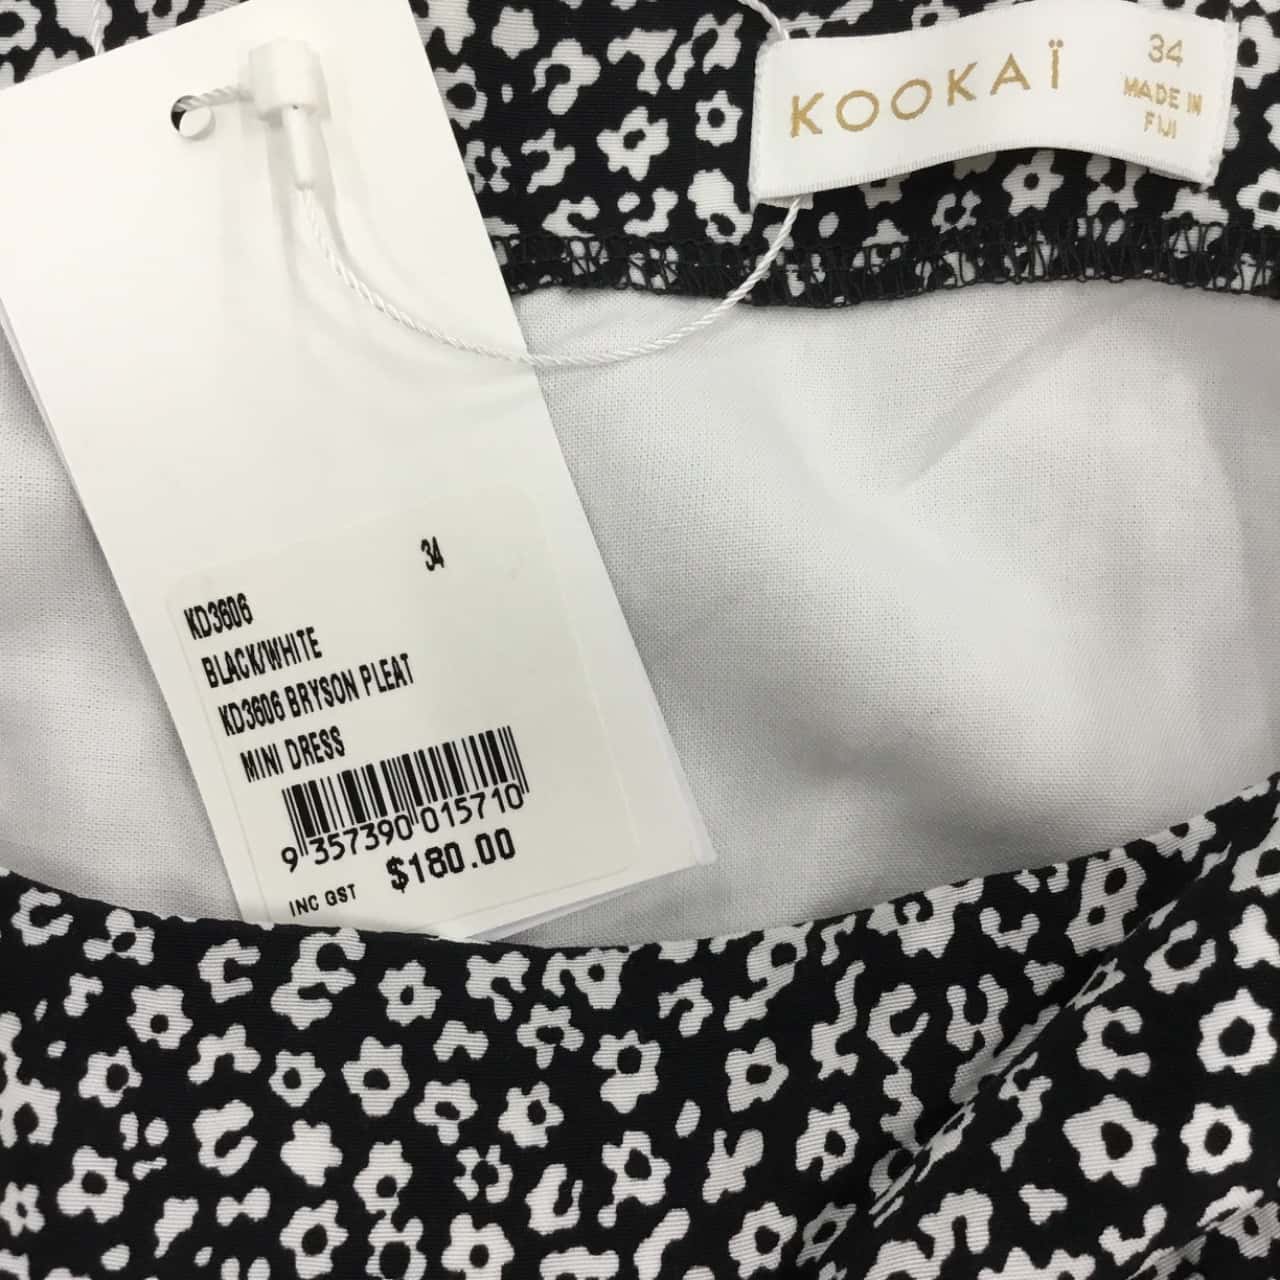 KOOKAÏ
34
MADE IN
FIJI
34
KD3606
BLACK/WHITE
KD3606 BRYSON PLEAT
MINI DRESS
9 357390 015710
INC GST $180.00